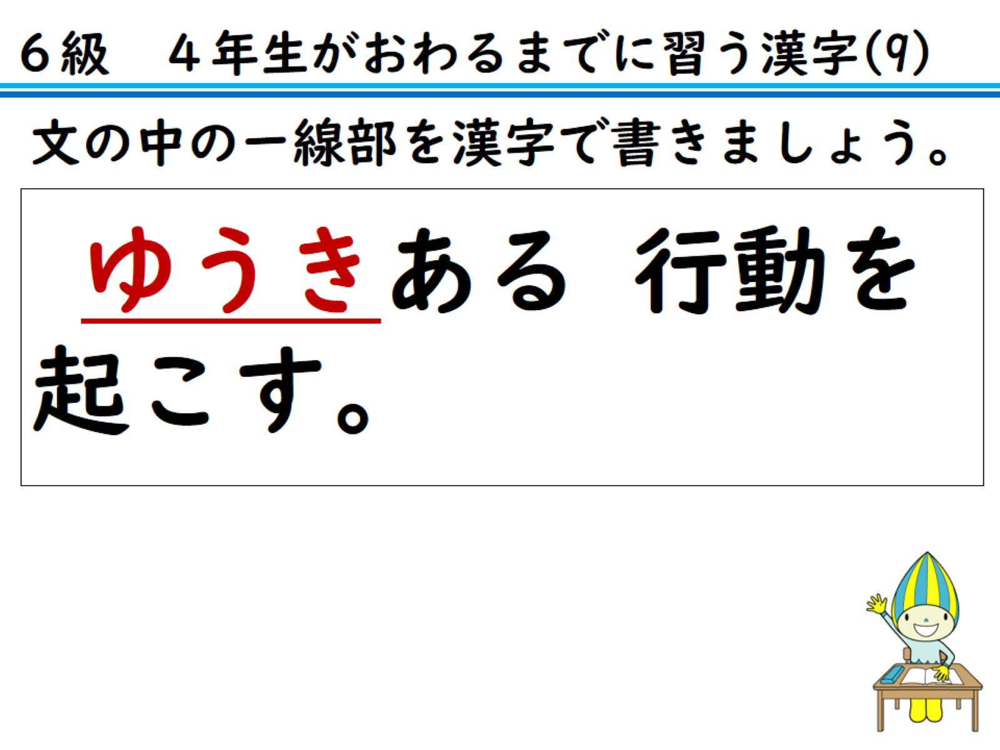 ６級　４年生がおわるまでに習う漢字(9)
文の中の一線部を漢字で書きましょう。
ゆうきある 行動を
起こす。